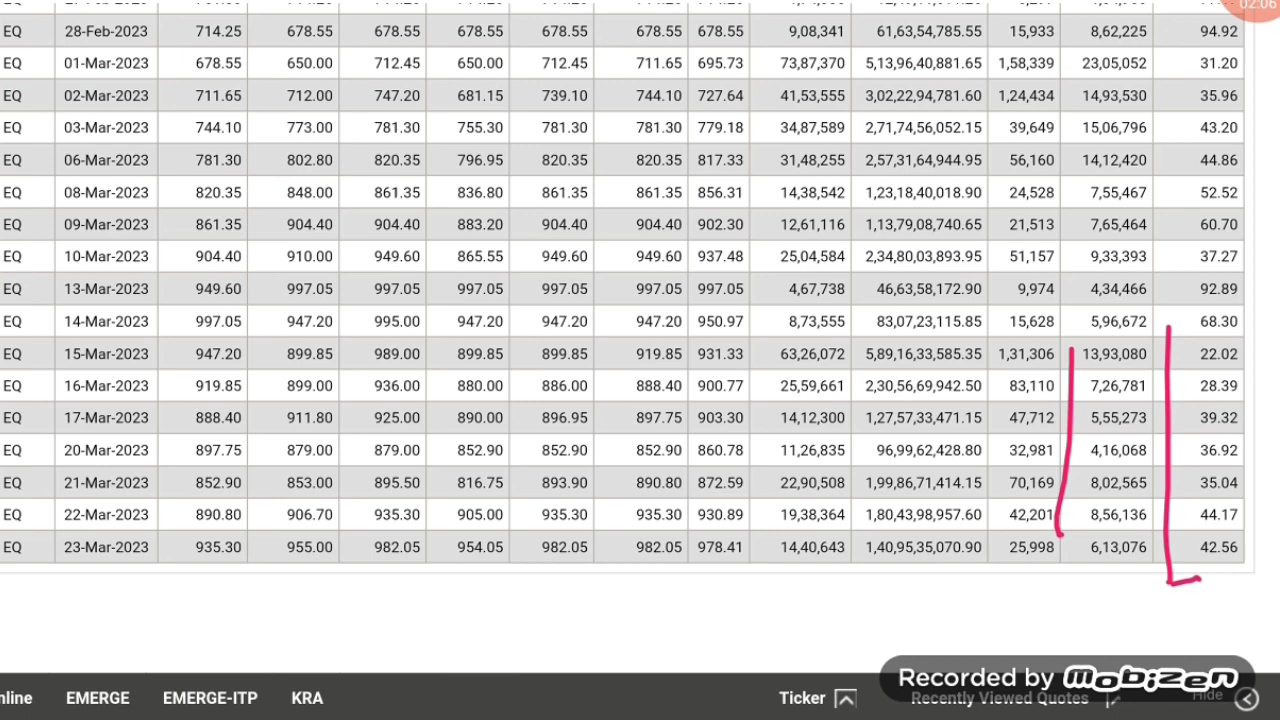 02:06
EQ 28-Feb-2023 714.25 678.55 678.55 678.55 678.55 678.55 678.55 9,08,341 61,63,54,785.55 15,933 8,62,225 94.92
EQ 01-Mar-2023 678.55 650.00 712.45 650.00 712.45 711.65 695.73 73,87,370 5,13,96,40,881.65 1,58,339 23,05,052 31.20
EQ 02-Mar-2023 711.65 712.00 747.20 681.15 739.10 744.10 727.64 41,53,555 3,02,22,94,781.60 1,24,434 14,93,530 35.96
EQ 03-Mar-2023 744.10 773.00 781.30 755.30 781.30 781.30 779.18 34,87,589 2,71,74,56,052.15 39,649 15,06,796 43.20
EQ 06-Mar-2023 781.30 802.80 820.35 796.95 820.35 820.35 817.33 31,48,255 2,57,31,64,944.95 56,160 14,12,420 44.86
EQ 08-Mar-2023 820.35 848.00 861.35 836.80 861.35 861.35 856.31 14,38,542 1,23,18,40,018.90 24,528 7,55,467 52.52
EQ 09-Mar-2023 861.35 904.40 904.40 883.20 904.40 904.40 902.30 12,61,116 1,13,79,08,740.65 21,513 7,65,464 60.70
EQ 10-Mar-2023 904.40 910.00 949.60 865.55 949.60 949.60 937.48 25,04,584 2,34,80,03,893.95 51,157 9,33,393 37.27
EQ 13-Mar-2023 949.60 997.05 997.05 997.05 997.05 997.05 997.05 4,67,738 46,63,58,172.90 9,974 4,34,466 92.89
EQ 14-Mar-2023 997.05 947.20 995.00 947.20 947.20 947.20 950.97 8,73,555 83,07,23,115.85 15,628 5,96,672 68.30
EQ 15-Mar-2023 947.20 899.85 989.00 899.85 899.85 919.85 931.33 63,26,072 5,89,16,33,585.35 1,31,306 13,93,080 22.02
EQ 16-Mar-2023 919.85 899.00 936.00 880.00 886.00 888.40 900.77 25,59,661 2,30,56,69,942.50 83,110 7,26,781 28.39
EQ 17-Mar-2023 888.40 911.80 925.00 890.00 896.95 897.75 903.30 14,12,300 1,27,57,33,471.15 47,712 5,55,273 39.32
EQ 20-Mar-2023 897.75 879.00 879.00 852.90 852.90 852.90 860.78 11,26,835 96,99,62,428.80 32,981 4,16,068 36.92
EQ 21-Mar-2023 852.90 853.00 895.50 816.75 893.90 890.80 872.59 22,90,508 1,99,86,71,414.15 70,169 8,02,565 35.04
EQ 22-Mar-2023 890.80 906.70 935.30 905.00 935.30 935.30 930.89 19,38,364 1,80,43,98,957.60 42,201 8,56,136 44.17
EQ 23-Mar-2023 935.30 955.00 982.05 954.05 982.05 982.05 978.41 14,40,643 1,40,95,35,070.90 25,998 6,13,076 42.56
Recorded by Mobizen
nline EMERGE EMERGE-ITP KRA Ticker Recently Viewed Quotes Hide